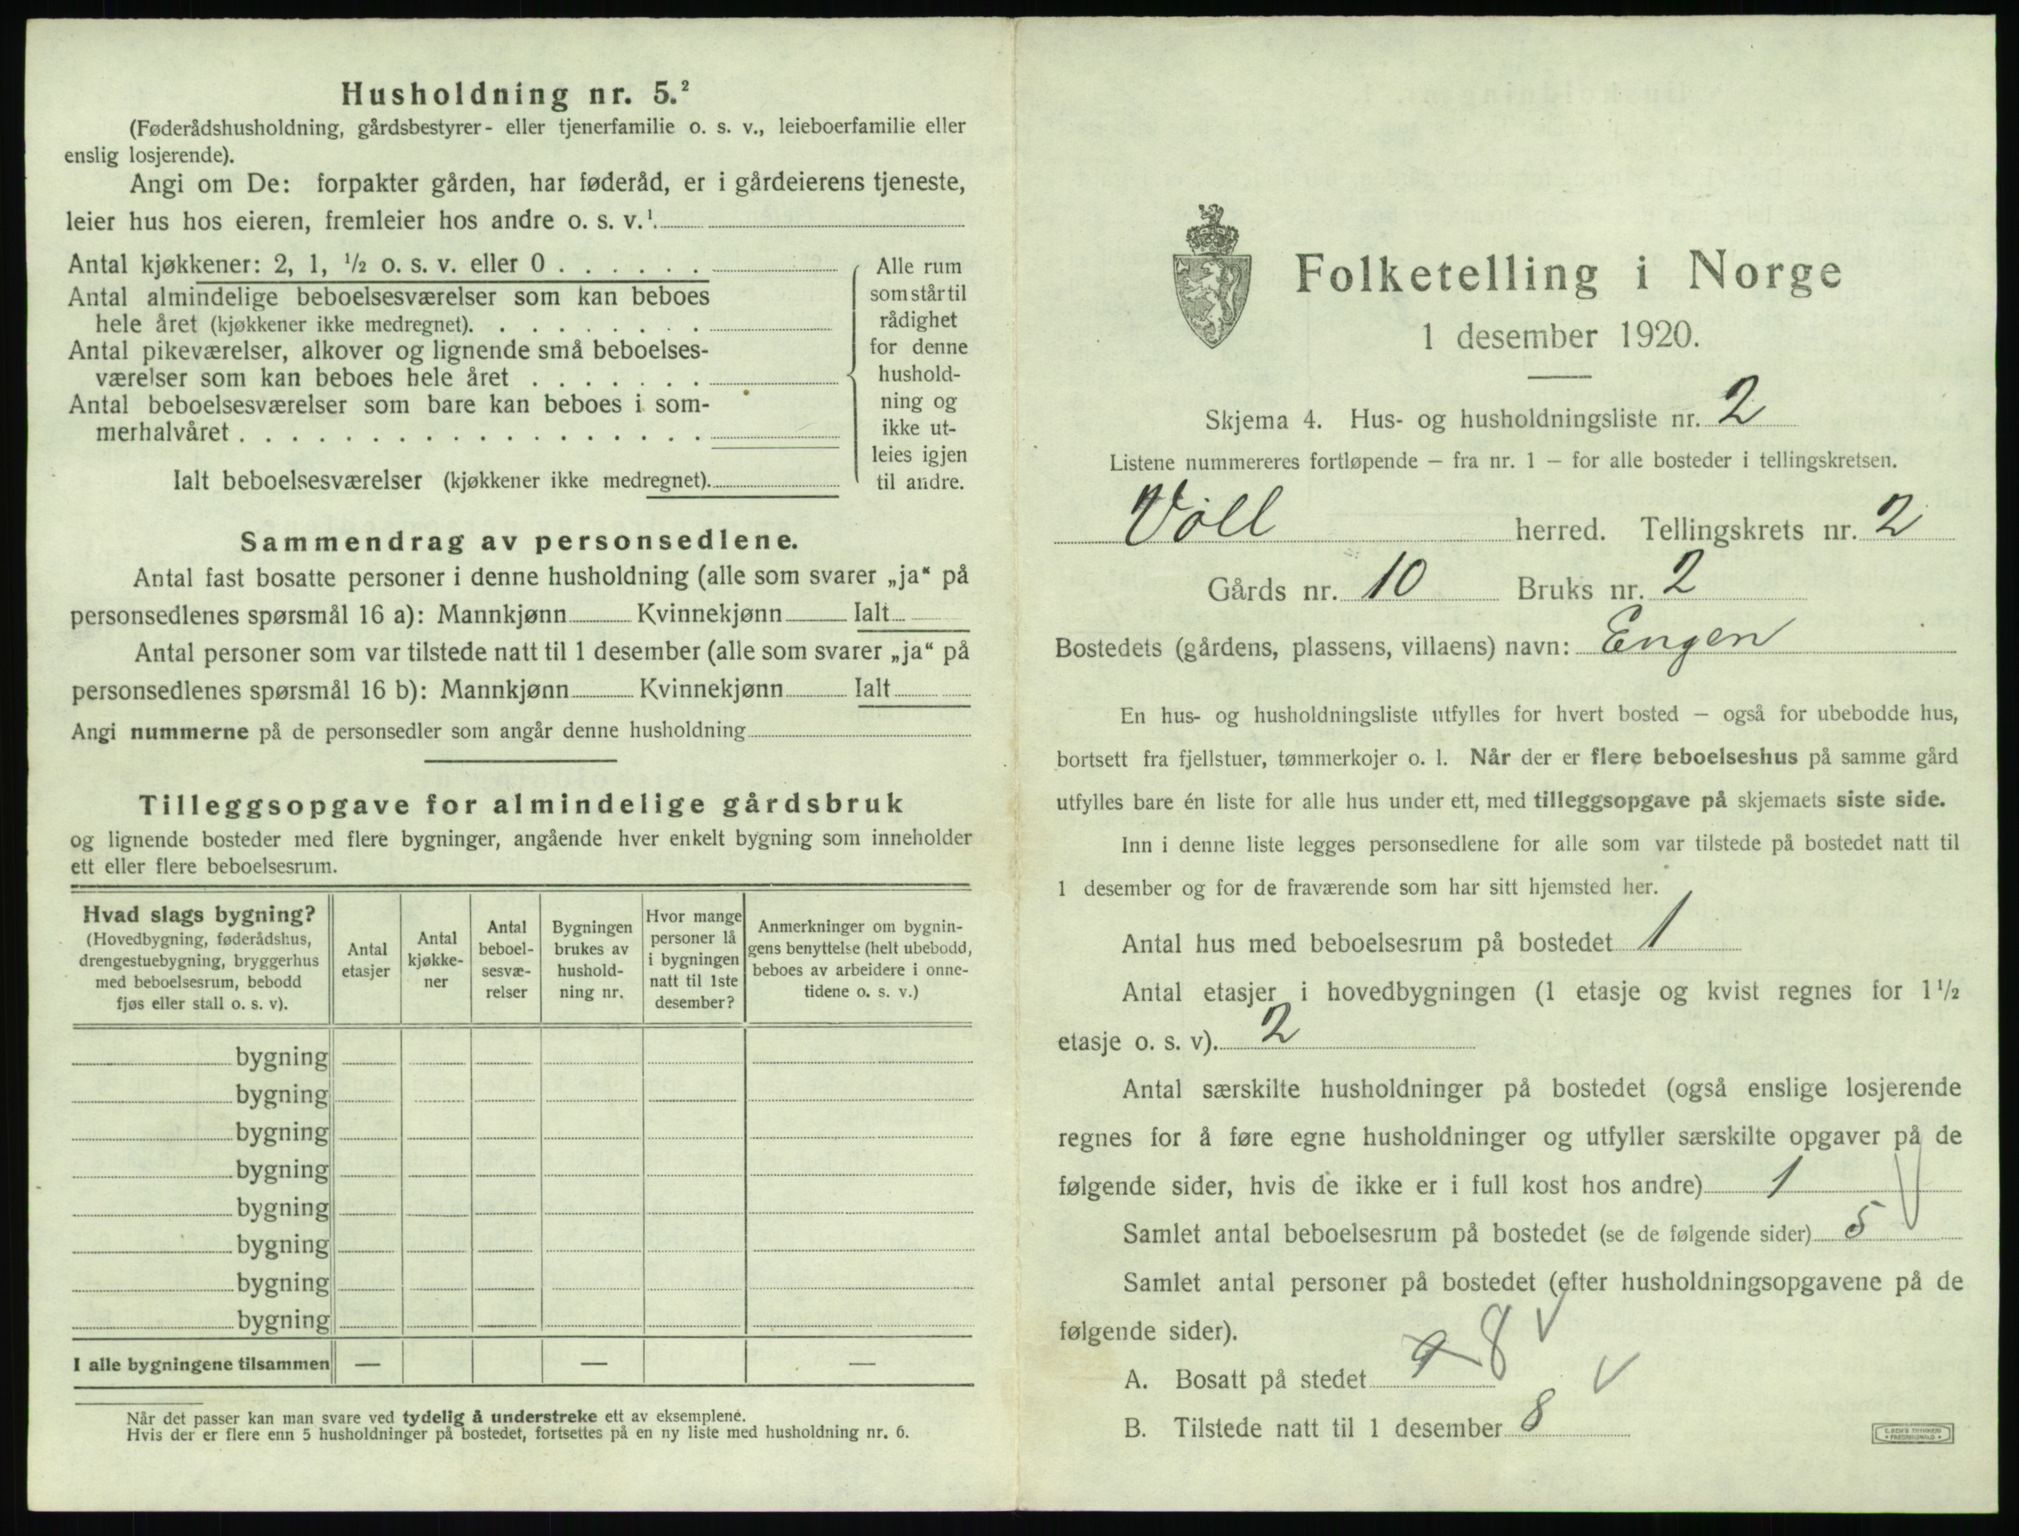 Husholdning nr. 5.²
(Føderådshusholdning, gårdsbestyrer- eller tjenerfamilie o. s. v., leieboerfamilie eller
enslig losjerende).
Angi om De: forpakter gården, har føderåd, er i gårdeierens tjeneste,
leier hus hos eieren, fremleier hos andre o. s. v.¹
Antal kjøkkener: 2, 1, ½ o. s. v. eller 0 . . . . . .
Antal almindelige beboelsesværelser som kan beboes
hele året (kjøkkener ikke medregnet). . . . . . . . .
Antal pikeværelser, alkover og lignende små beboelses-
værelser som kan beboes hele året . . . . . . .
Antal beboelsesværelser som bare kan beboes i som-
merhalvåret . . . . . . . . . . . . . . . . . .
Ialt beboelsesværelser (kjøkkener ikke medregnet).
Alle rum
som står til
rådighet
for denne
hushold-
ning og
ikke ut-
leies igjen
til andre.
Sammendrag av personsedlene.
Antal fast bosatte personer i denne husholdning (alle som svarer „ja“ på
personsedlenes spørsmål 16 a): Mannkjønn Kvinnekjønn Ialt
Antal personer som var tilstede natt til 1 desember (alle som svarer „ja“ på
personsedlenes spørsmål 16 b): Mannkjønn Kvinnekjønn Ialt
Angi nummerne på de personsedler som angår denne husholdning
Tilleggsopgave for almindelige gårdsbruk
og lignende bosteder med flere bygninger, angående hver enkelt bygning som inneholder
ett eller flere beboelsesrum.
Hvad slags bygning?
(Hovedbygning, føderådshus,
drengestuebygning, bryggerhus
med beboelsesrum, bebodd
fjøs eller stall o. s. v).
Antal
etasjer
Antal
kjøkke-
ner
Antal
beboel-
sesvæ-
relser
Bygningen
brukes av
hushold-
ning nr.
Hvor mange
personer lå
i bygningen
natt til 1ste
desember?
Anmerkninger om bygnin-
gens benyttelse (helt ubebodd,
beboes av arbeidere i onne-
tidene o. s. v.)
bygning
bygning
bygning
bygning
bygning
bygning
bygning
bygning
I alle bygningene tilsammen — — —
Når det passer kan man svare ved tydelig å understreke ett av eksemplene.
Hvis der er flere enn 5 husholdninger på bostedet, fortsettes på en ny liste med husholdning nr. 6.
Folketelling i Norge
1 desember 1920.
Skjema 4. Hus- og husholdningsliste nr. 2
Listene nummereres fortløpende — fra nr. 1 — for alle bosteder i tellingskretsen.
Voll herred. Tellingskrets nr. 2
Gårds nr. 10 Bruks nr. 2
Bostedets (gårdens, plassens, villaens) navn: Engen
En hus- og husholdningsliste utfylles for hvert bosted — også for ubebodde hus,
bortsett fra fjellstuer, tømmerkojer o. l. Når der er flere beboelseshus på samme gård
utfylles bare én liste for alle hus under ett, med tilleggsopgave på skjemaets siste side.
Inn i denne liste legges personsedlene for alle som var tilstede på bostedet natt til
1 desember og for de fraværende som har sitt hjemsted her.
Antal hus med beboelsesrum på bostedet 1
Antal etasjer i hovedbygningen (1 etasje og kvist regnes for 1½
etasje o. s. v). 2
Antal særskilte husholdninger på bostedet (også enslige losjerende
regnes for å føre egne husholdninger og utfyller særskilte opgaver på de
følgende sider, hvis de ikke er i full kost hos andre) 1
Samlet antal beboelsesrum på bostedet (se de følgende sider) 5
Samlet antal personer på bostedet (efter husholdningsopgavene på de
følgende sider).
A. Bosatt på stedet 9 8
B. Tilstede natt til 1 desember 8